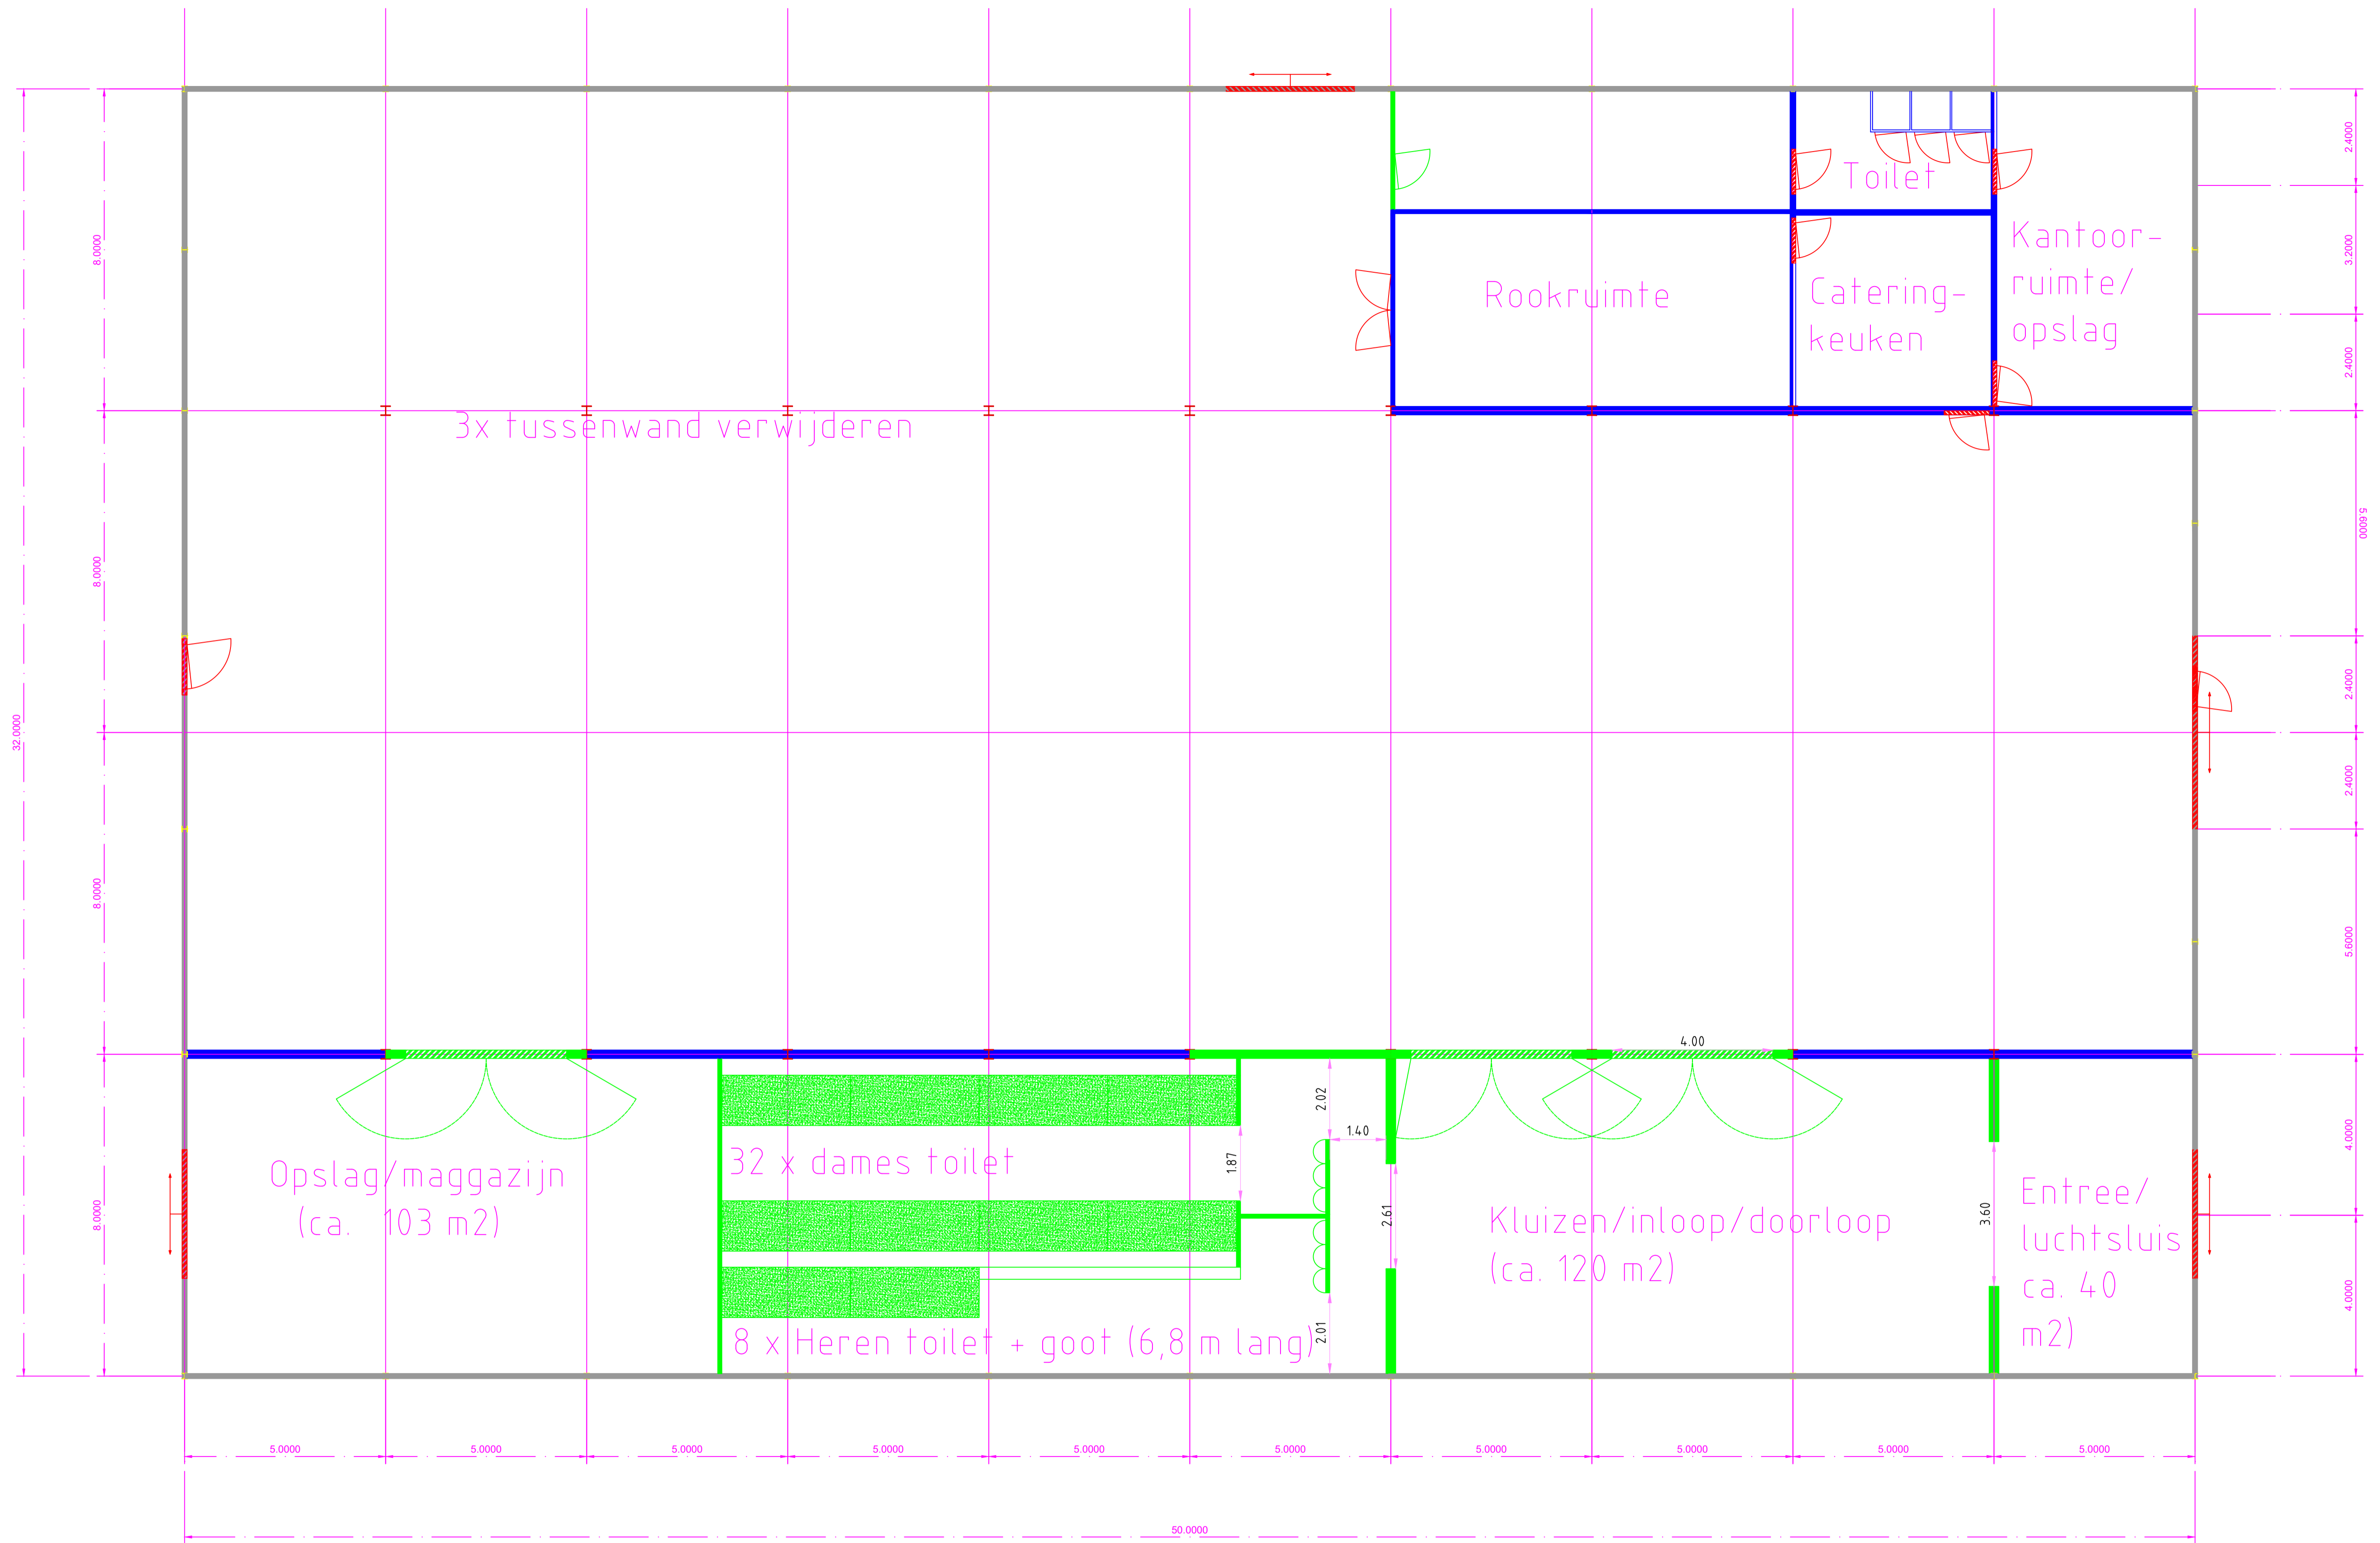 2.4000
8.0000
3.2000
2.4000
Toilet
Kantoor-
ruimte/
opslag
Rookruimte
Catering-
keuken
3x tussenwand verwijderen
8.0000
5.6000
32.0000
2.4000
2.4000
8.0000
5.6000
4.00
2.02
1.40
1.87
32 x dames toilet
Opslag/maggazijn
(ca. 103 m2)
8.0000
2.61
Kluizen/inloop/doorloop
(ca. 120 m2)
3.60
Entree/
luchtsluis
ca. 40
m2)
4.0000
4.0000
8 x Heren toilet + goot (6,8 m lang)
2.01
5.0000 5.0000 5.0000 5.0000 5.0000 5.0000 5.0000 5.0000 5.0000 5.0000
50.0000